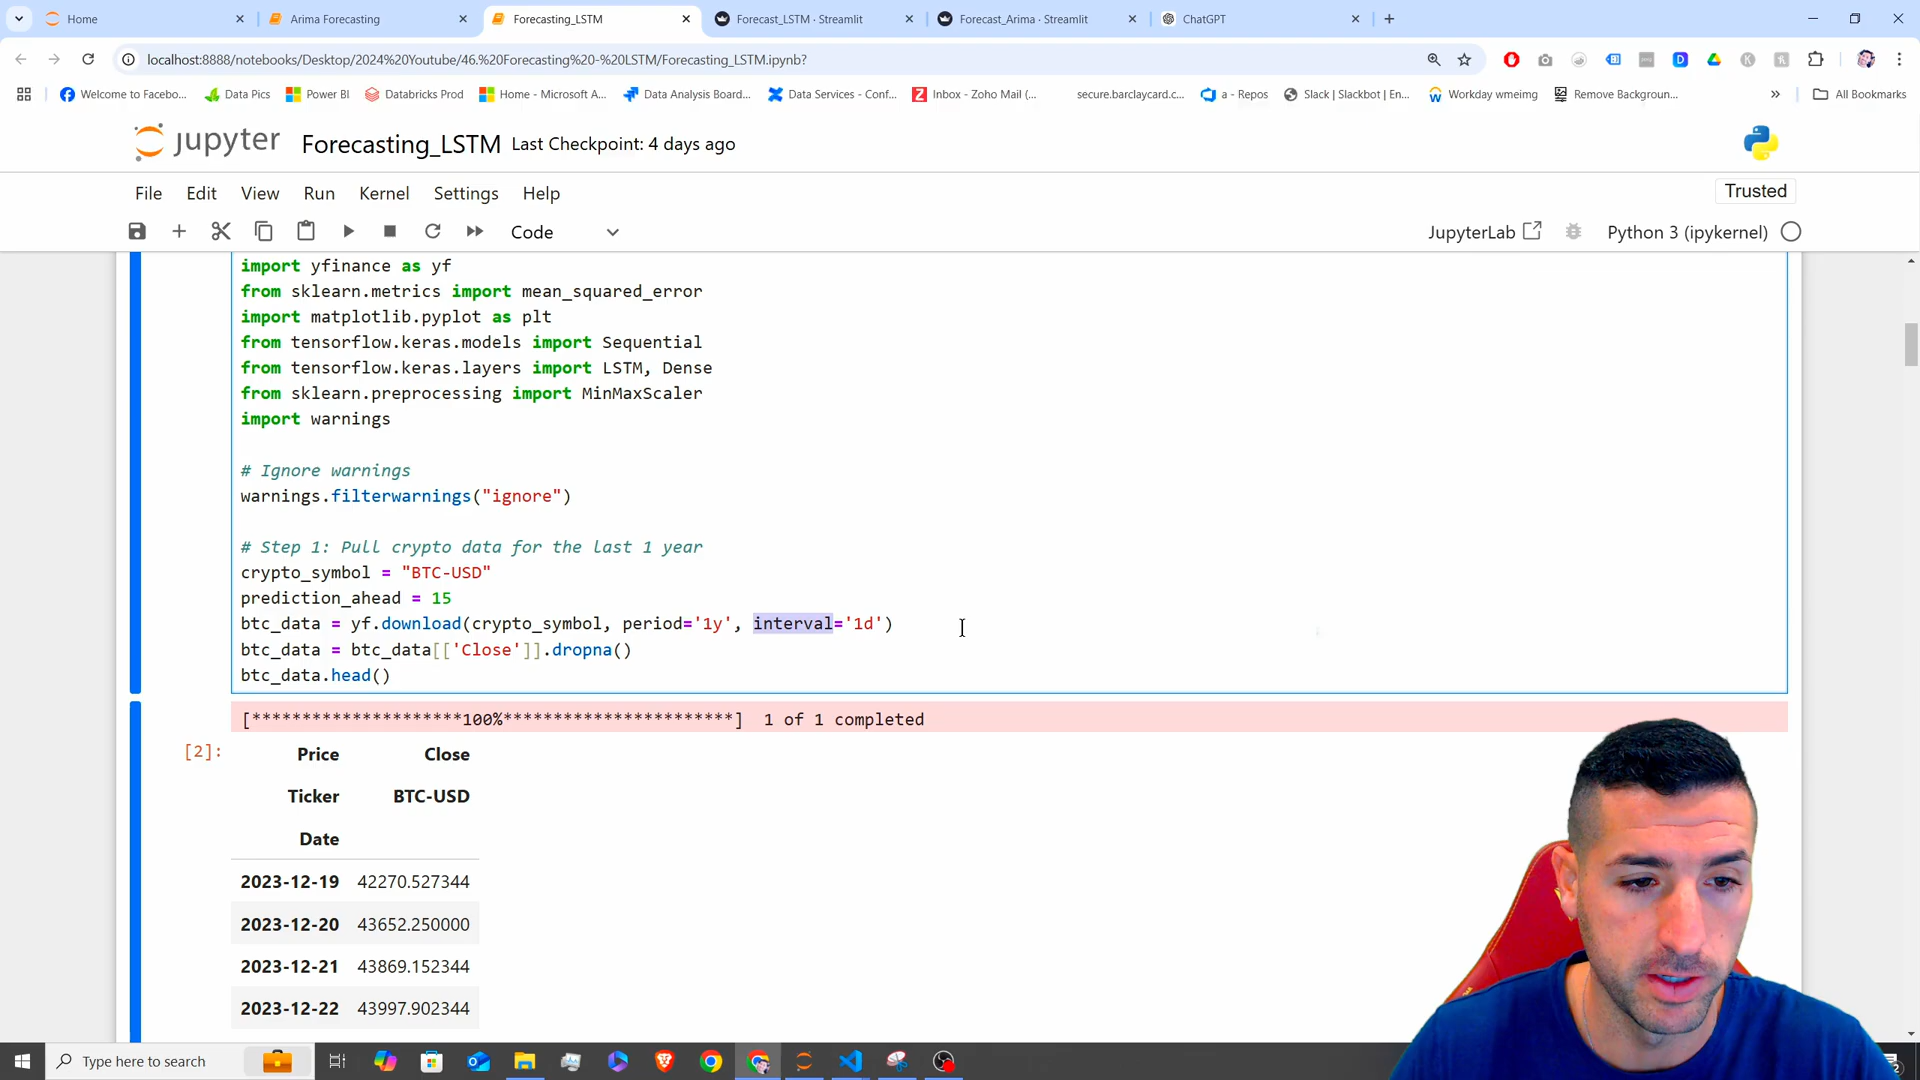 Home
Arima Forecasting
Forecasting_LSTM
Forecast_LSTM · Streamlit
Forecast_Arima · Streamlit
ChatGPT
localhost:8888/notebooks/Desktop/2024%20Youtube/46.%20Forecasting%20-%20LSTM/Forecasting_LSTM.ipynb?
Welcome to Facebo...
Data Pics
Power BI
Databricks Prod
Home - Microsoft A...
Data Analysis Board...
Data Services - Conf...
Inbox - Zoho Mail (...
secure.barclaycard.c...
a - Repos
Slack | Slackbot | En...
Workday wmeimg
Remove Backgroun...
All Bookmarks
jupyter
Forecasting_LSTM
Last Checkpoint: 4 days ago
File
Edit
View
Run
Kernel
Settings
Help
Trusted
Code
JupyterLab
Python 3 (ipykernel)
import yfinance as yf
from sklearn.metrics import mean_squared_error
import matplotlib.pyplot as plt
from tensorflow.keras.models import Sequential
from tensorflow.keras.layers import LSTM, Dense
from sklearn.preprocessing import MinMaxScaler
import warnings
# Ignore warnings
warnings.filterwarnings("ignore")
# Step 1: Pull crypto data for the last 1 year
crypto_symbol = "BTC-USD"
prediction_ahead = 15
btc_data = yf.download(crypto_symbol, period='1y', interval='1d')
btc_data = btc_data[['Close']].dropna()
btc_data.head()
[*********************100%***********************]  1 of 1 completed
[2]:
Price Close
Ticker BTC-USD
Date
2023-12-19 42270.527344
2023-12-20 43652.250000
2023-12-21 43869.152344
2023-12-22 43997.902344
Type here to search